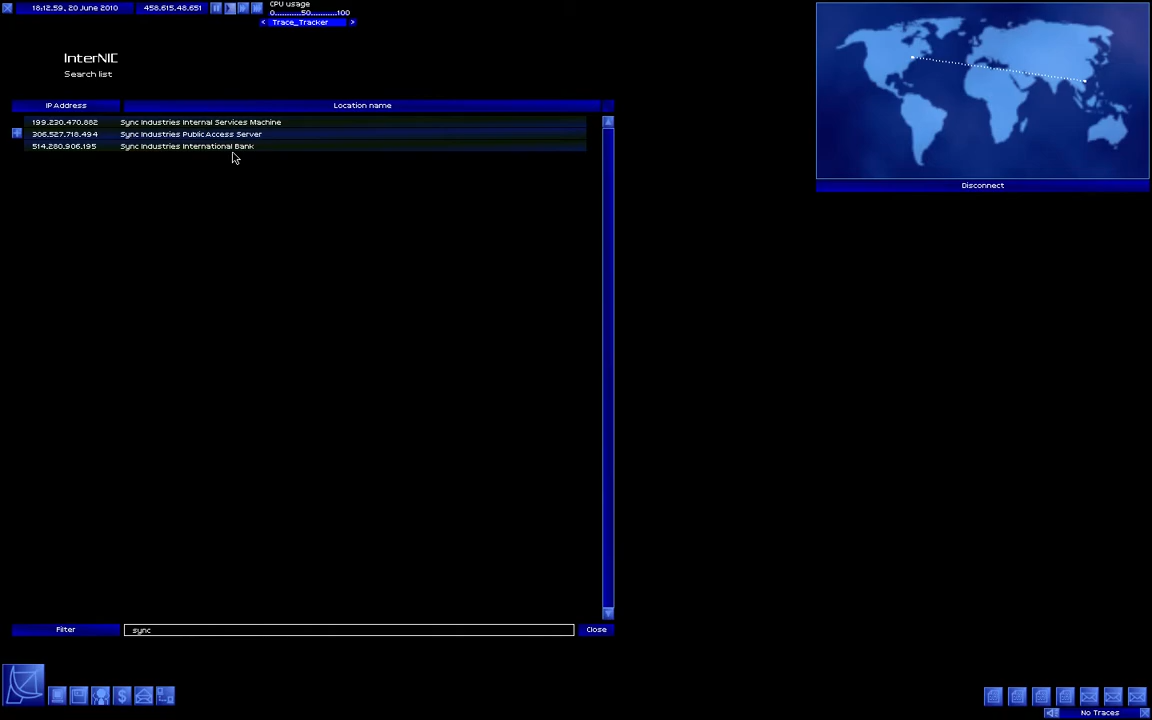 18:12.59, 20 June 2010
458.615.48.651
CPU usage
0..........50..........100
< Trace_Tracker >
InterNIC
Search list
IP Address
Location name
199.230.470.882 Sync Industries Internal Services Machine
+ 306.527.718.494 Sync Industries Public Access Server
514.280.906.195 Sync Industries International Bank
Disconnect
Filter
sync
Close
$
No Traces